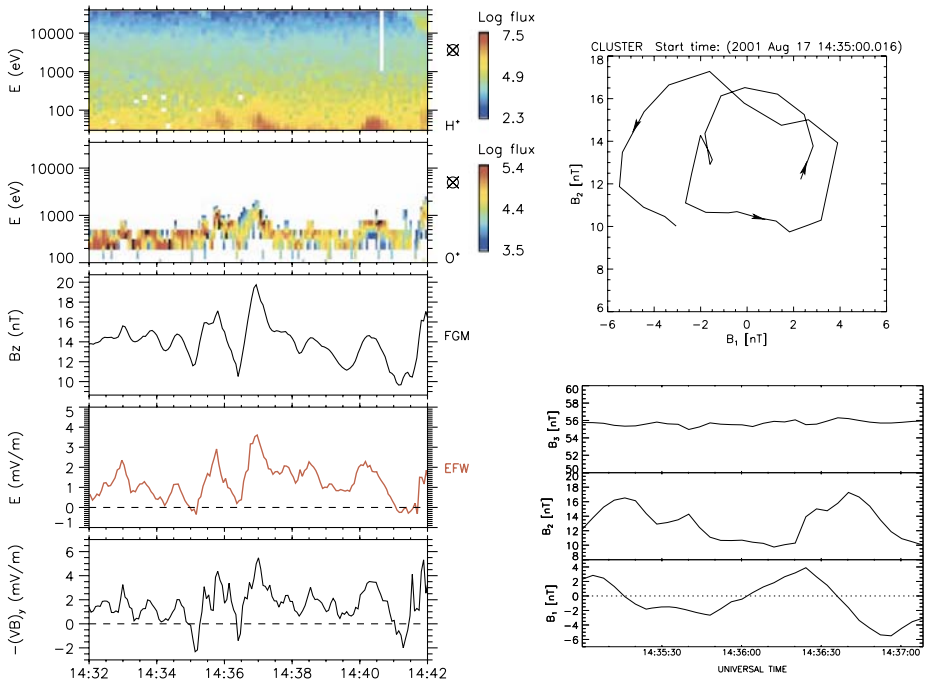 Log flux
7.5
4.9
2.3
10000
1000
100
E (eV)
H⁺
Log flux
5.4
4.4
3.5
10000
1000
100
E (eV)
O⁺
20
18
16
14
12
10
Bz (nT)
FGM
5
4
3
2
1
0
−1
E (mV/m)
EFW
6
4
2
0
−2
−(VB)y (mV/m)
14:32 14:34 14:36 14:38 14:40 14:42
CLUSTER Start time: (2001 Aug 17 14:35:00.016)
18
16
14
12
10
8
6
B₂ [nT]
−6 −4 −2 0 2 4 6
B₁ [nT]
60
58
56
54
52
50
B₃ [nT]
20
18
16
14
12
10
8
B₂ [nT]
4
2
0
−2
−4
−6
B₁ [nT]
14:35:30 14:36:00 14:36:30 14:37:00
UNIVERSAL TIME